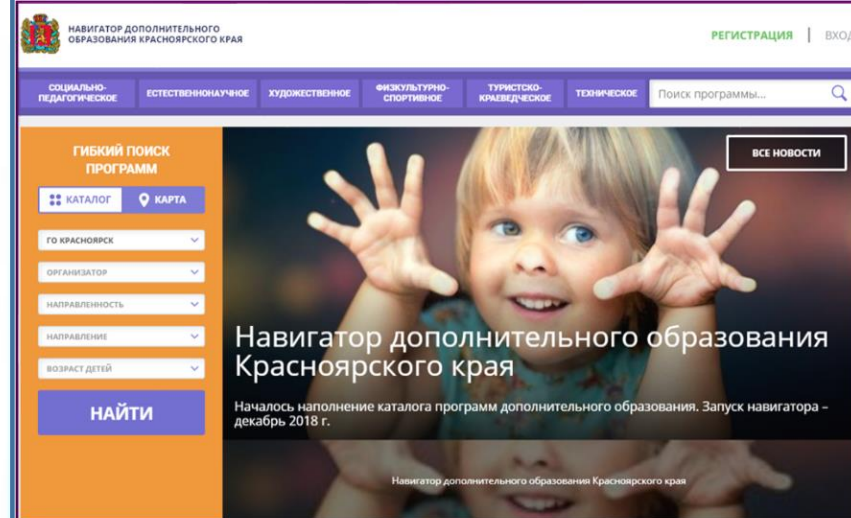 НАВИГАТОР ДОПОЛНИТЕЛЬНОГО
ОБРАЗОВАНИЯ КРАСНОЯРСКОГО КРАЯ
РЕГИСТРАЦИЯ | ВХОД
СОЦИАЛЬНО-
ПЕДАГОГИЧЕСКОЕ
ЕСТЕСТВЕННОНАУЧНОЕ
ХУДОЖЕСТВЕННОЕ
ФИЗКУЛЬТУРНО-
СПОРТИВНОЕ
ТУРИСТСКО-
КРАЕВЕДЧЕСКОЕ
ТЕХНИЧЕСКОЕ
Поиск программы...
ГИБКИЙ ПОИСК
ПРОГРАММ
КАТАЛОГ
КАРТА
ГО КРАСНОЯРСК
ОРГАНИЗАТОР
НАПРАВЛЕННОСТЬ
НАПРАВЛЕНИЕ
ВОЗРАСТ ДЕТЕЙ
НАЙТИ
ВСЕ НОВОСТИ
Навигатор дополнительного образования
Красноярского края
Началось наполнение каталога программ дополнительного образования. Запуск навигатора –
декабрь 2018 г.
Навигатор дополнительного образования Красноярского края